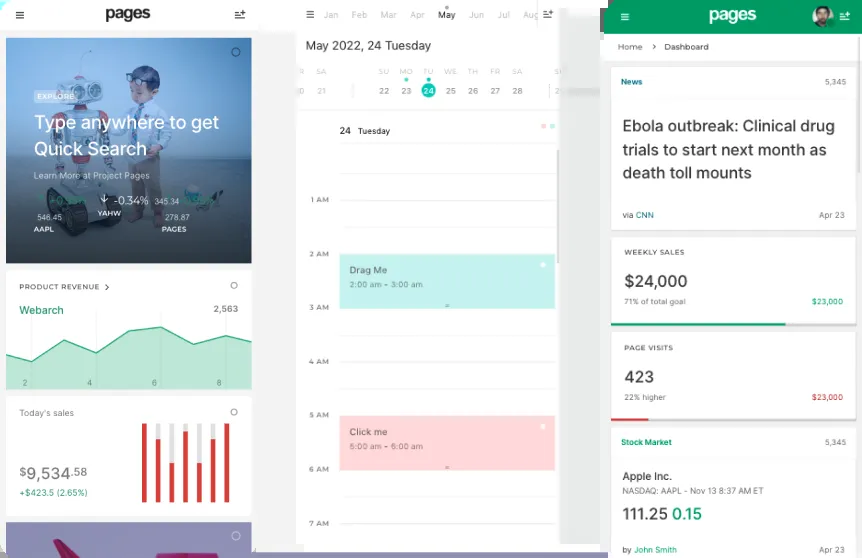 pages
EXPLORE
Type anywhere to get
Quick Search
Learn More at Project Pages
-0.34%
345.34
546.45
YAHW
278.87
AAPL
PAGES
PRODUCT REVENUE
Webarch
2,563
2
4
6
8
Today's sales
$9,534.58
+$423.5 (2.65%)
Jan Feb Mar Apr May Jun Jul Aug
May 2022, 24 Tuesday
SA SU MO TU WE TH FR SA
21 22 23 24 25 26 27 28
24 Tuesday
1 AM
2 AM
Drag Me
2:00 am - 3:00 am
3 AM
4 AM
5 AM
Click me
5:00 am - 6:00 am
6 AM
7 AM
pages
Home > Dashboard
News
5,345
Ebola outbreak: Clinical drug
trials to start next month as
death toll mounts
via CNN
Apr 23
WEEKLY SALES
$24,000
71% of total goal
$23,000
PAGE VISITS
423
22% higher
$23,000
Stock Market
5,345
Apple Inc.
NASDAQ: AAPL - Nov 13 8:37 AM ET
111.25 0.15
by John Smith
Apr 23